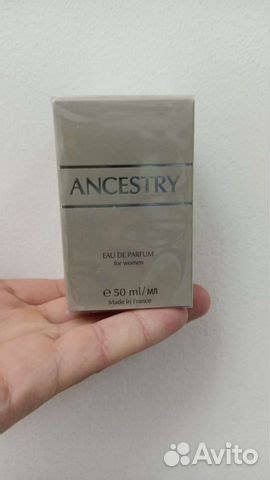 ANCESTRY
EAU DE PARFUM
for women
℮ 50 ml/мл
Made in France
Avito